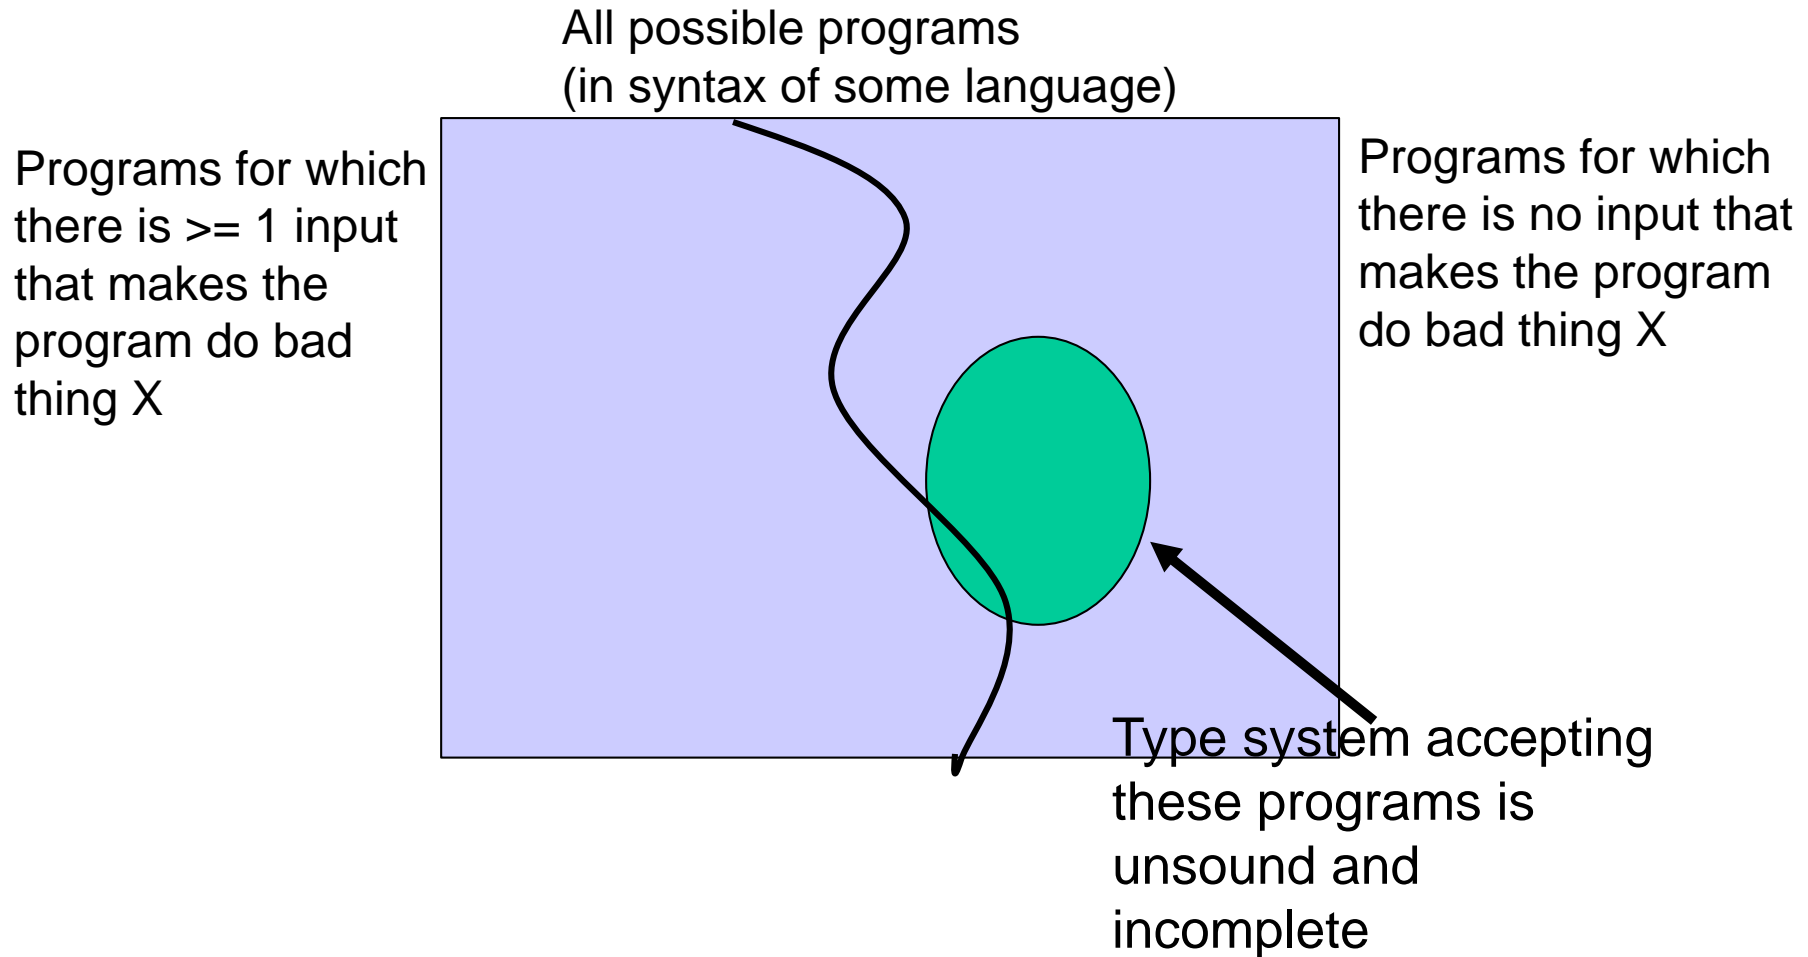 All possible programs
(in syntax of some language)
Programs for which
there is >= 1 input
that makes the
program do bad
thing X
Programs for which
there is no input that
makes the program
do bad thing X
Type system accepting
these programs is
unsound and
incomplete